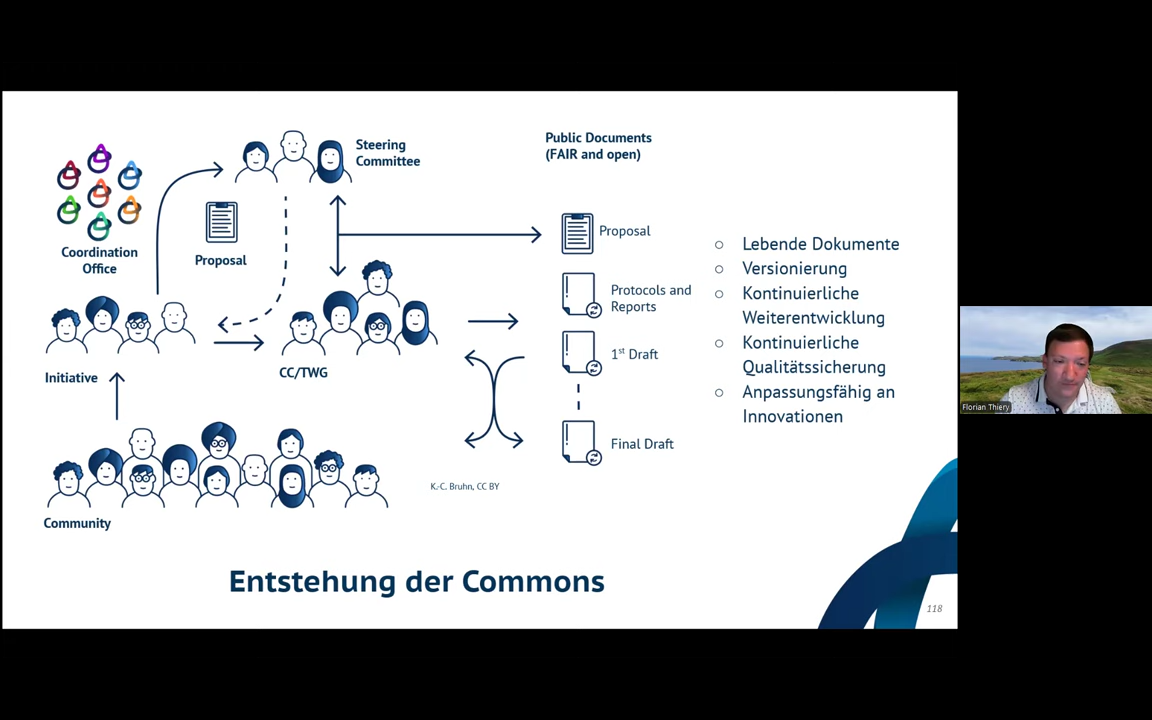 Steering
Committee
Public Documents
(FAIR and open)
Coordination
Office
Proposal
Proposal
Protocols and
Reports
1st Draft
Final Draft
Initiative
CC/TWG
Community
K.-C. Bruhn, CC BY
Lebende Dokumente
Versionierung
Kontinuierliche
Weiterentwicklung
Kontinuierliche
Qualitätssicherung
Anpassungsfähig an
Innovationen
Entstehung der Commons
118
Florian Thiery